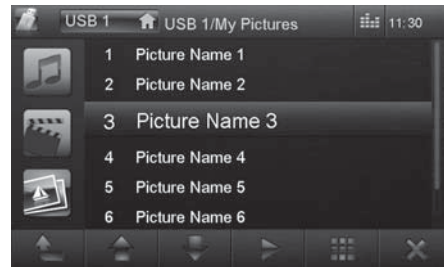 USB 1 USB 1/My Pictures 11:30
1 Picture Name 1
2 Picture Name 2
3 Picture Name 3
4 Picture Name 4
5 Picture Name 5
6 Picture Name 6